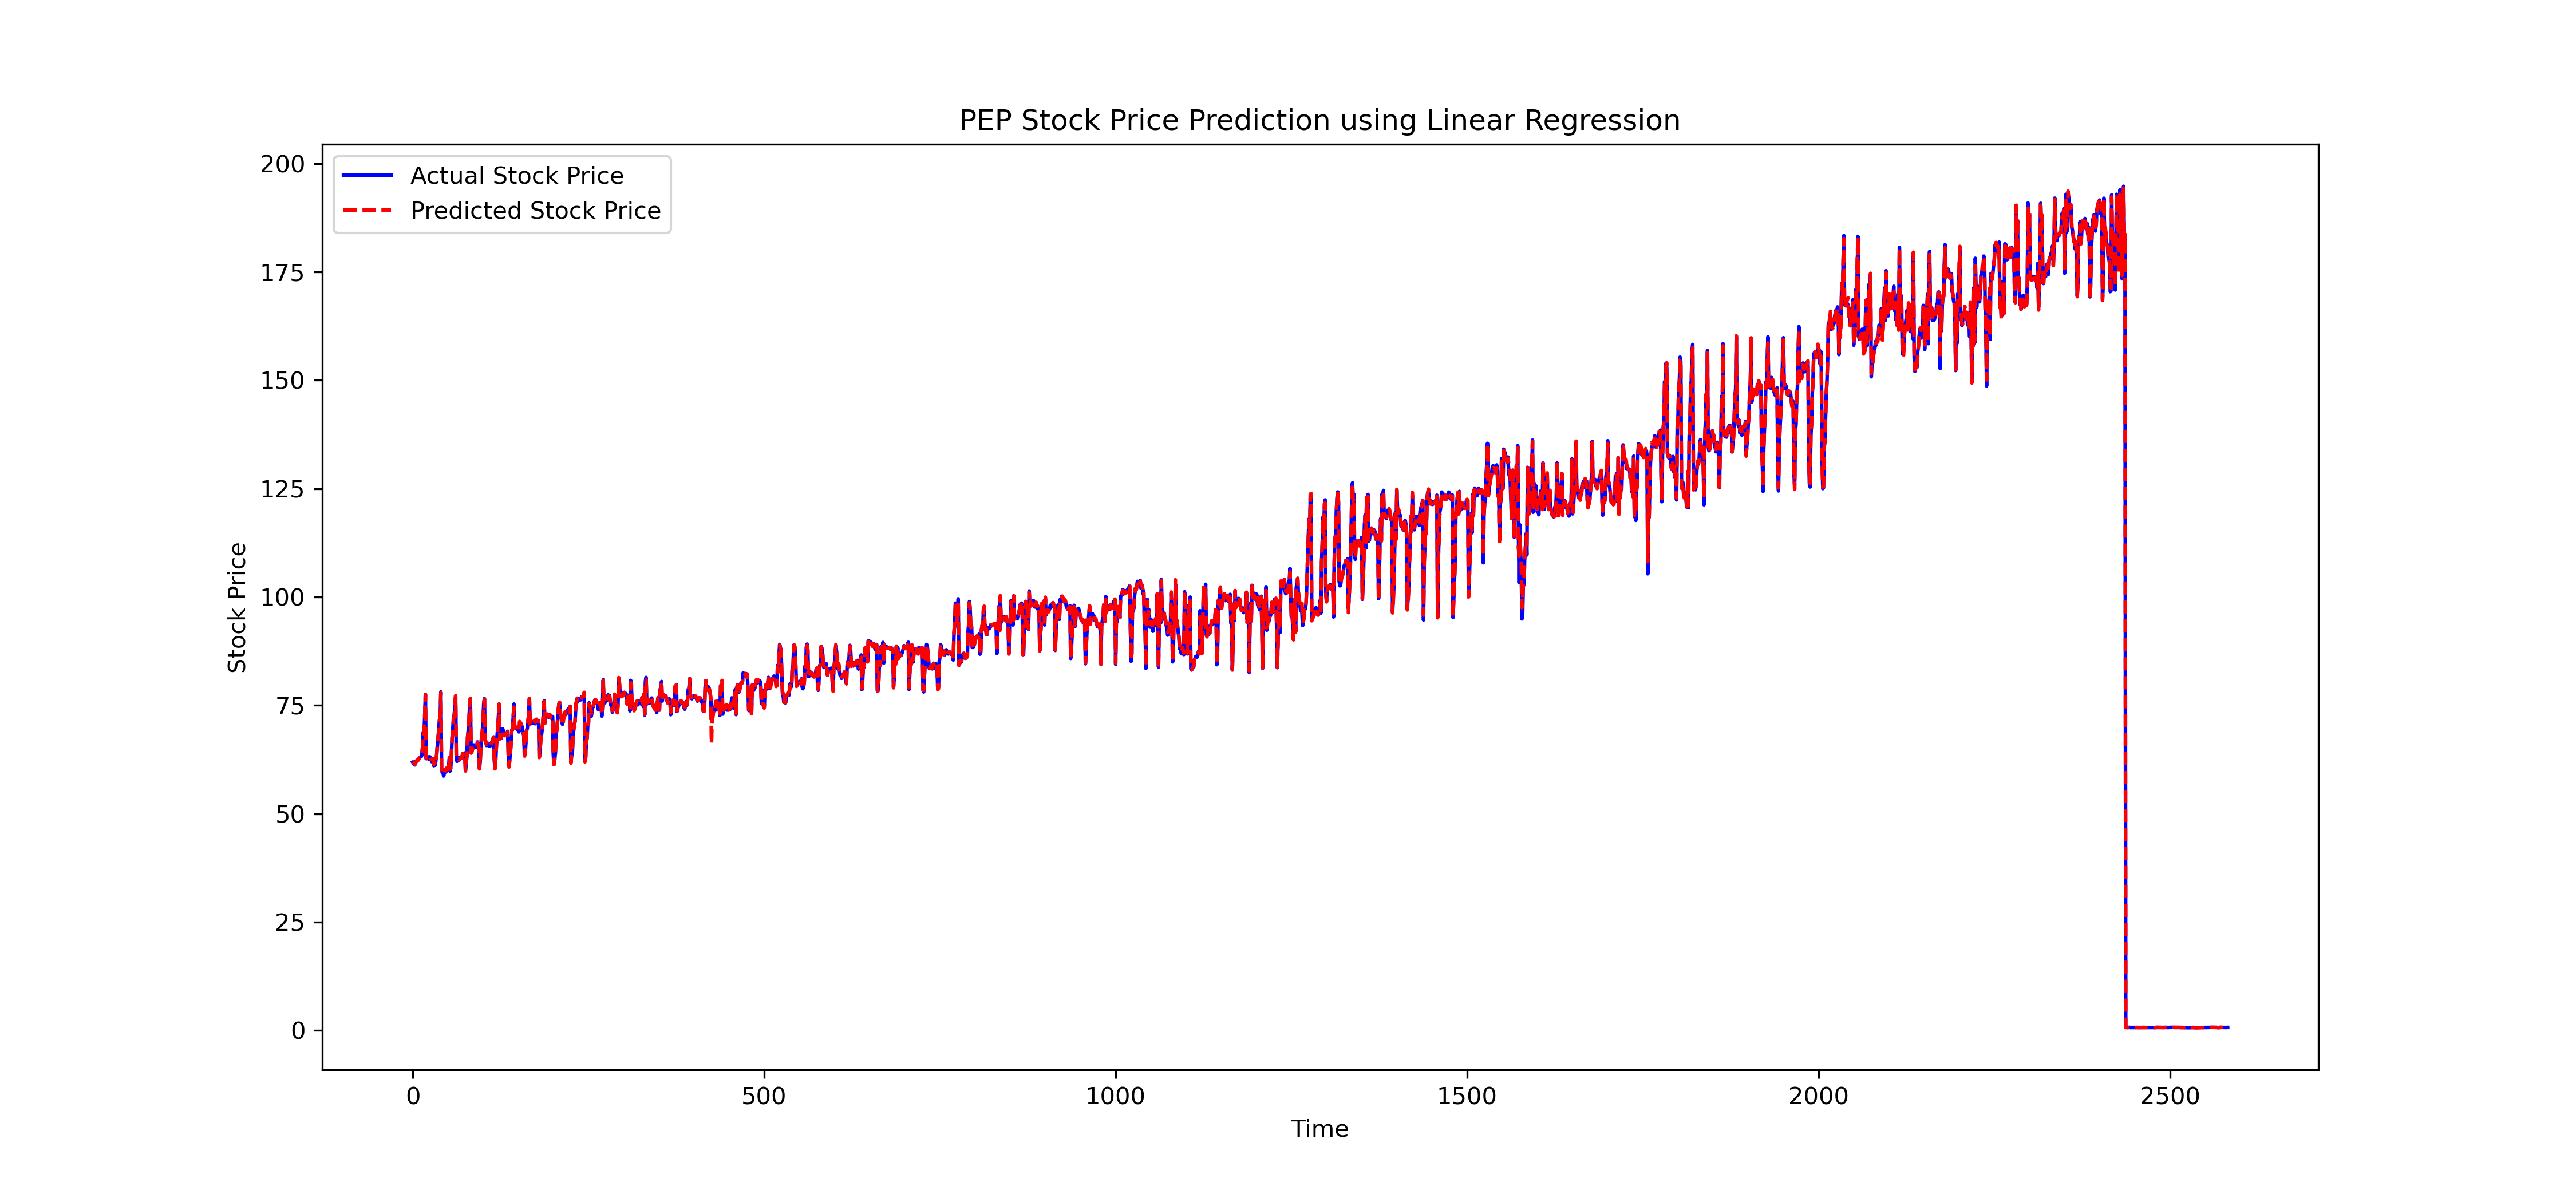 PEP Stock Price Prediction using Linear Regression
Actual Stock Price
Predicted Stock Price
200
175
150
125
100
75
50
25
0
Stock Price
0 500 1000 1500 2000 2500
Time